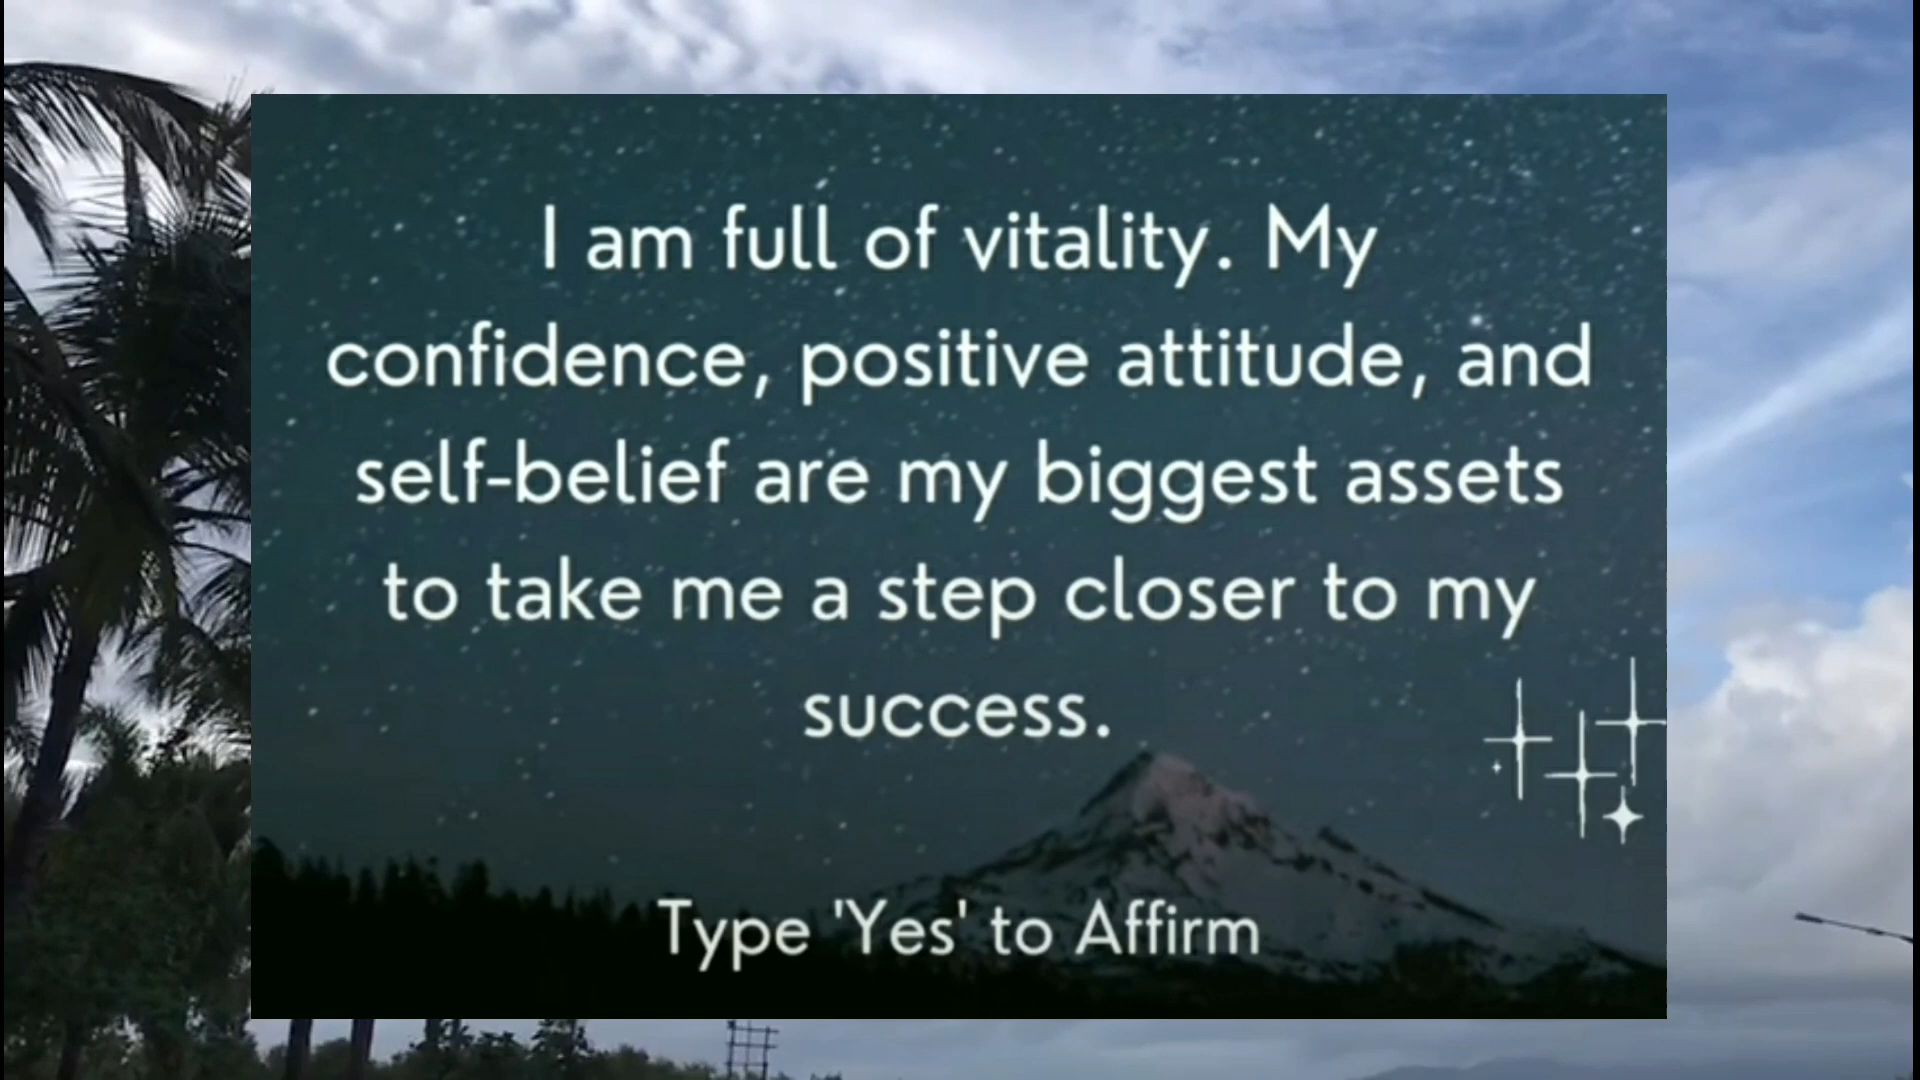 I am full of vitality. My
confidence, positive attitude, and
self-belief are my biggest assets
to take me a step closer to my
success.
Type 'Yes' to Affirm